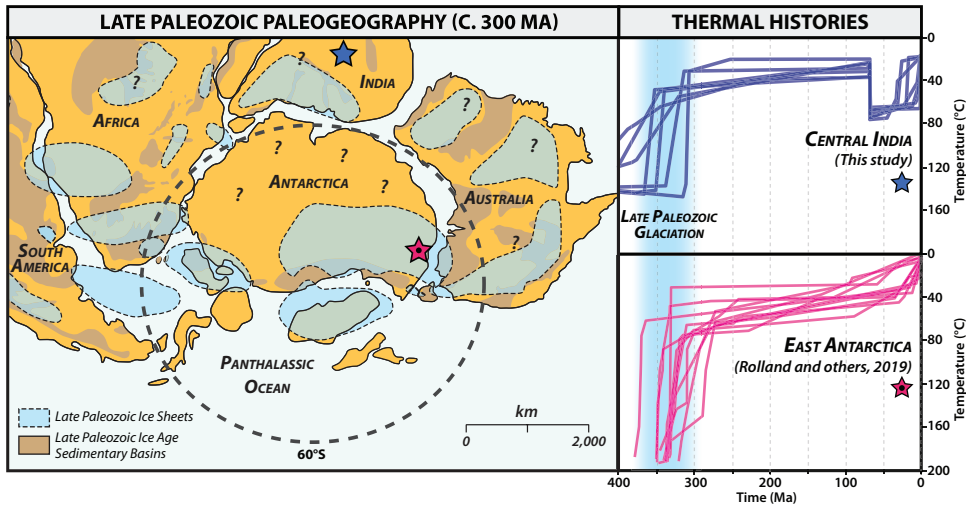 LATE PALEOZOIC PALEOGEOGRAPHY (C. 300 MA)
THERMAL HISTORIES
?
?
INDIA
AFRICA
?
?
?
?
ANTARCTICA
?
?
?
AUSTRALIA
?
SOUTH
AMERICA
PANTHALASSIC
OCEAN
Late Paleozoic Ice Sheets
Late Paleozoic Ice Age
Sedimentary Basins
60°S
km
0
2,000
CENTRAL INDIA
(This study)
LATE PALEOZOIC
GLACIATION
0
40
80
120
160
Temperature (°C)
EAST ANTARCTICA
(Rolland and others, 2019)
0
40
80
120
160
200
Temperature (°C)
400
300
200
100
0
Time (Ma)